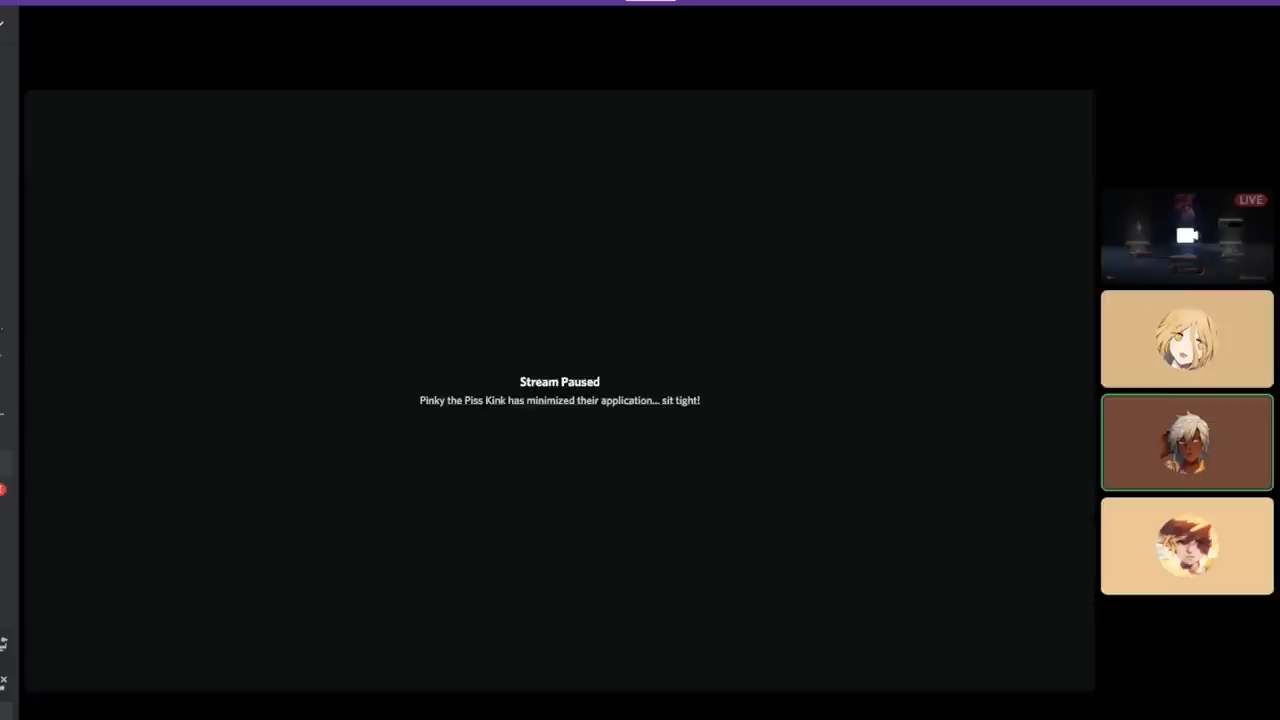 LIVE
Stream Paused
Pinky the Piss Kink has minimized their application... sit tight!